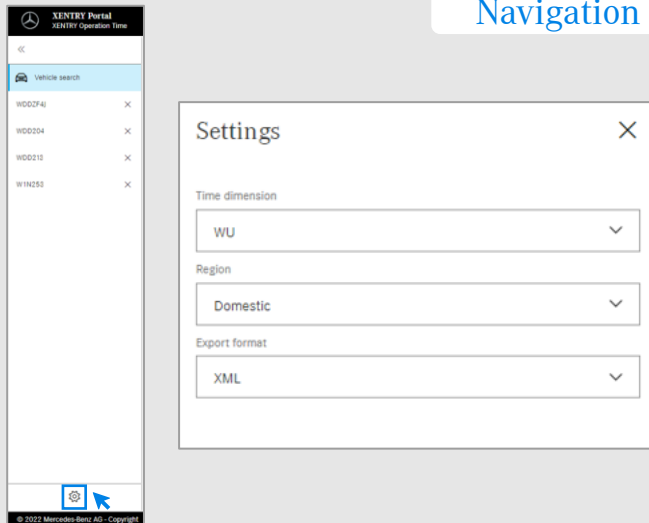 Navigation
XENTRY Portal
XENTRY Operation Time
Vehicle search
WDDZF4J
WDD204
WDD213
W1N253
© 2022 Mercedes-Benz AG - Copyright
Settings
Time dimension
WU
Region
Domestic
Export format
XML